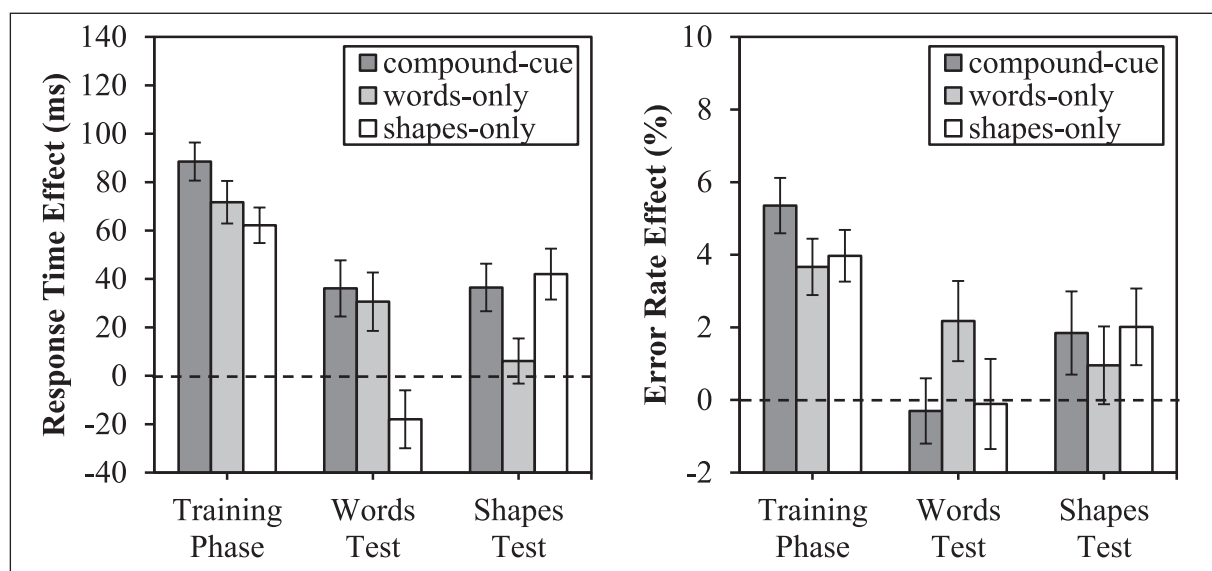 Response Time Effect (ms)
140
120
100
80
60
40
20
0
-20
-40
compound-cue
words-only
shapes-only
Training
Phase
Words
Test
Shapes
Test
Error Rate Effect (%)
10
8
6
4
2
0
-2
compound-cue
words-only
shapes-only
Training
Phase
Words
Test
Shapes
Test